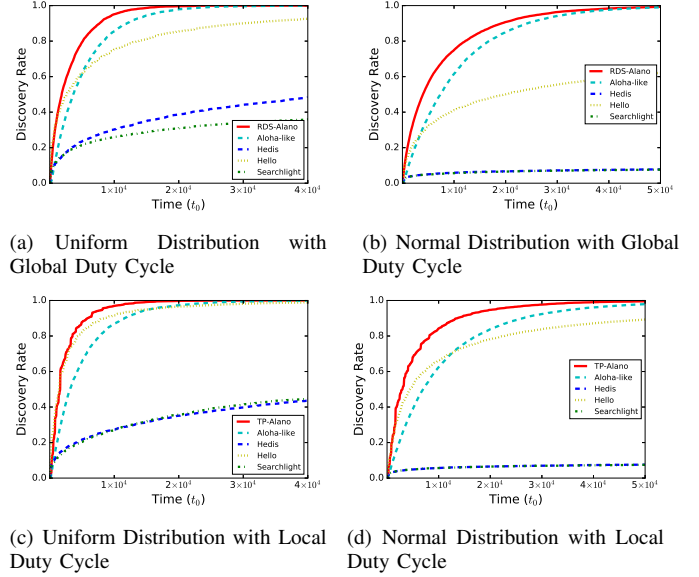 1.0
0.8
0.6
0.4
0.2
0.0
Discovery Rate
RDS-Alano
Aloha-like
Hedis
Hello
Searchlight
1×10⁴ 2×10⁴ 3×10⁴ 4×10⁴
Time (t₀)
(a) Uniform Distribution with
Global Duty Cycle
1.0
0.8
0.6
0.4
0.2
0.0
Discovery Rate
RDS-Alano
Aloha-like
Hedis
Hello
Searchlight
1×10⁴ 2×10⁴ 3×10⁴ 4×10⁴ 5×10⁴
Time (t₀)
(b) Normal Distribution with Global
Duty Cycle
1.0
0.8
0.6
0.4
0.2
0.0
Discovery Rate
TP-Alano
Aloha-like
Hedis
Hello
Searchlight
1×10⁴ 2×10⁴ 3×10⁴ 4×10⁴
Time (t₀)
(c) Uniform Distribution with Local
Duty Cycle
1.0
0.8
0.6
0.4
0.2
0.0
Discovery Rate
TP-Alano
Aloha-like
Hedis
Hello
Searchlight
1×10⁴ 2×10⁴ 3×10⁴ 4×10⁴ 5×10⁴
Time (t₀)
(d) Normal Distribution with Local
Duty Cycle